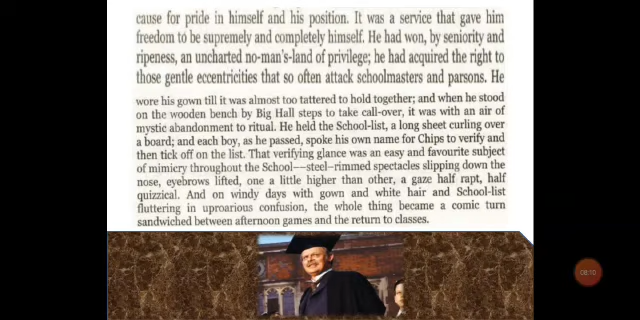 cause for pride in himself and his position. It was a service that gave him
freedom to be supremely and completely himself. He had won, by seniority and
ripeness, an uncharted no-man's-land of privilege; he had acquired the right to
those gentle eccentricities that so often attack schoolmasters and parsons. He
wore his gown till it was almost too tattered to hold together; and when he stood
on the wooden bench by Big Hall steps to take call-over, it was with an air of
mystic abandonment to ritual. He held the School-list, a long sheet curling over
a board; and each boy, as he passed, spoke his own name for Chips to verify and
then tick off on the list. That verifying glance was an easy and favourite subject
of mimicry throughout the School––steel–rimmed spectacles slipping down the
nose, eyebrows lifted, one a little higher than other, a gaze half rapt, half
quizzical. And on windy days with gown and white hair and School-list
fluttering in uproarious confusion, the whole thing became a comic turn
sandwiched between afternoon games and the return to classes.
08:10